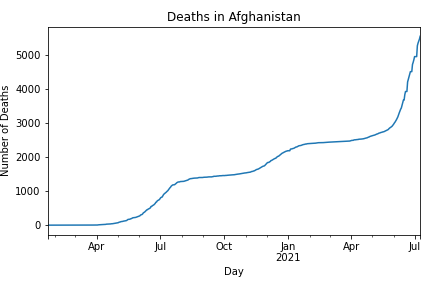 Deaths in Afghanistan
Number of Deaths
5000
4000
3000
2000
1000
0
Apr Jul Oct Jan Apr Jul
2021
Day